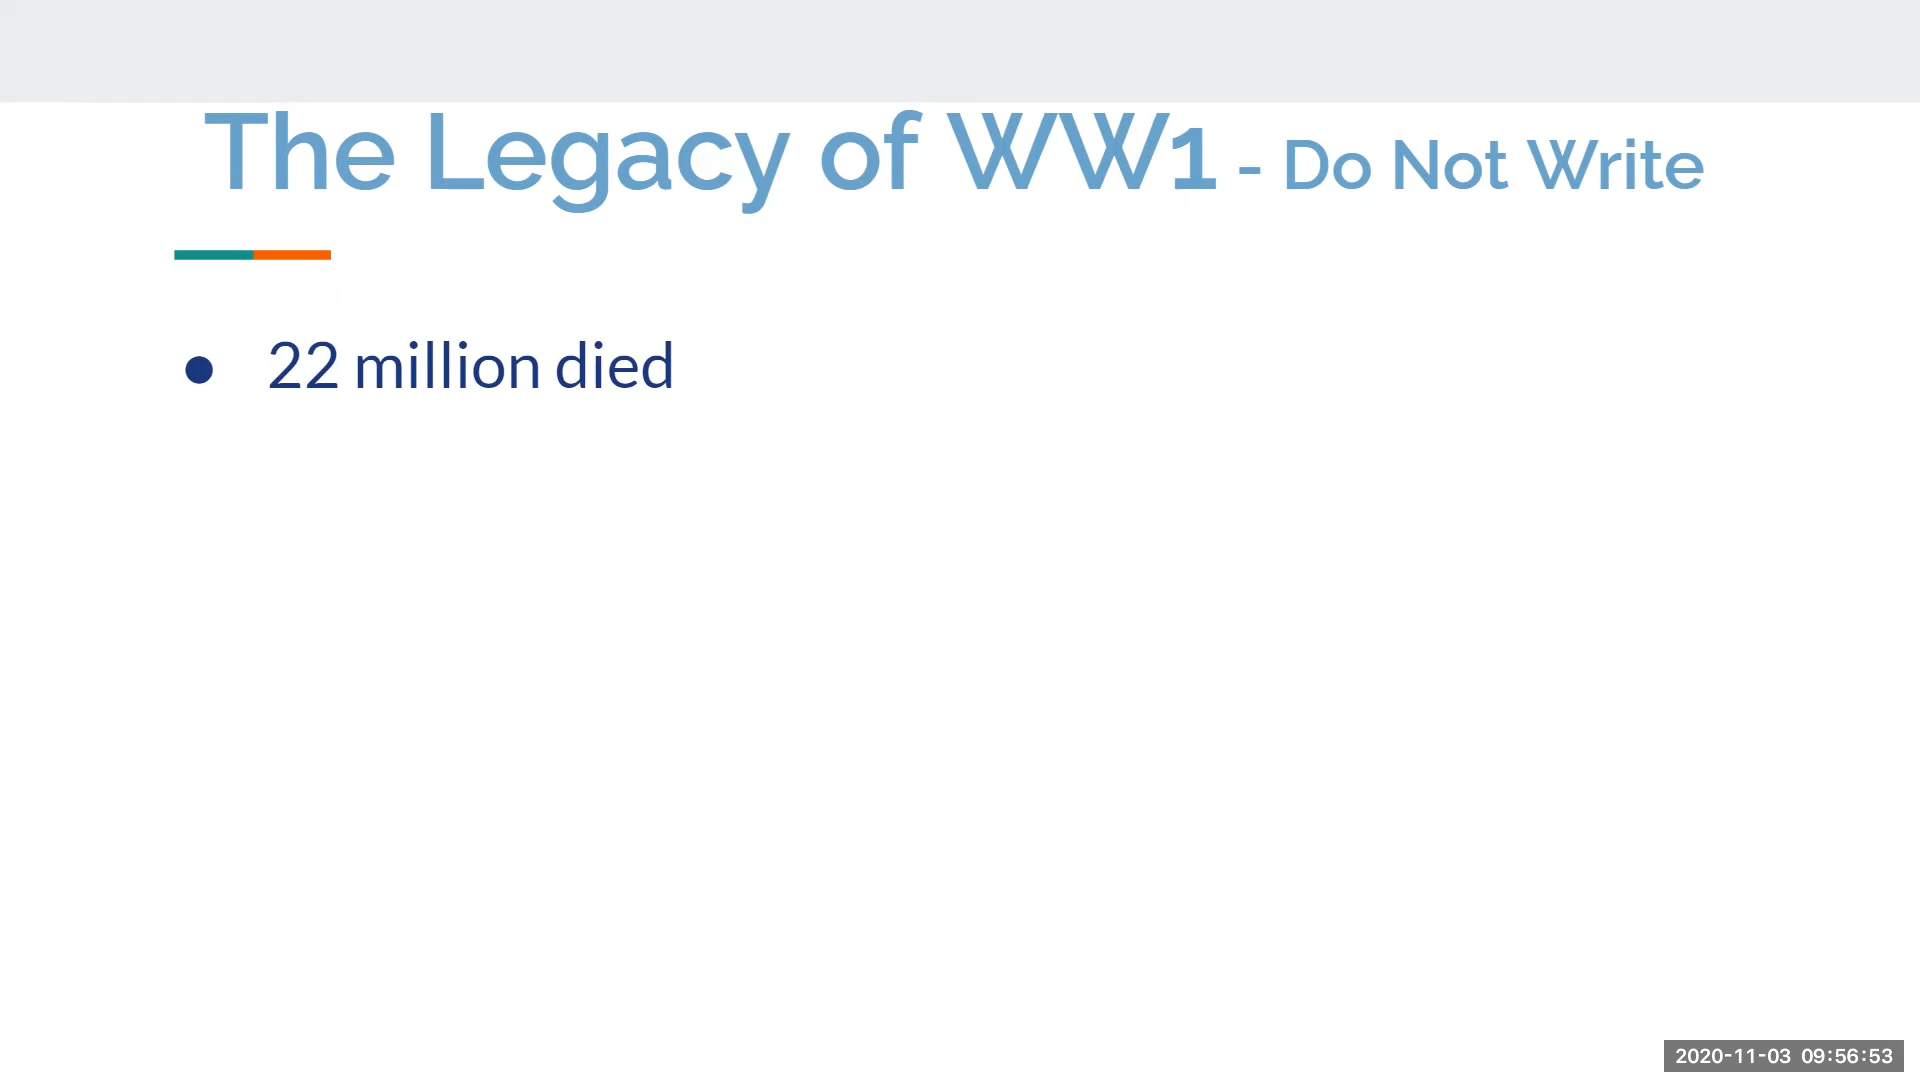 The Legacy of WW1 - Do Not Write
● 22 million died
2020-11-03 09:56:53